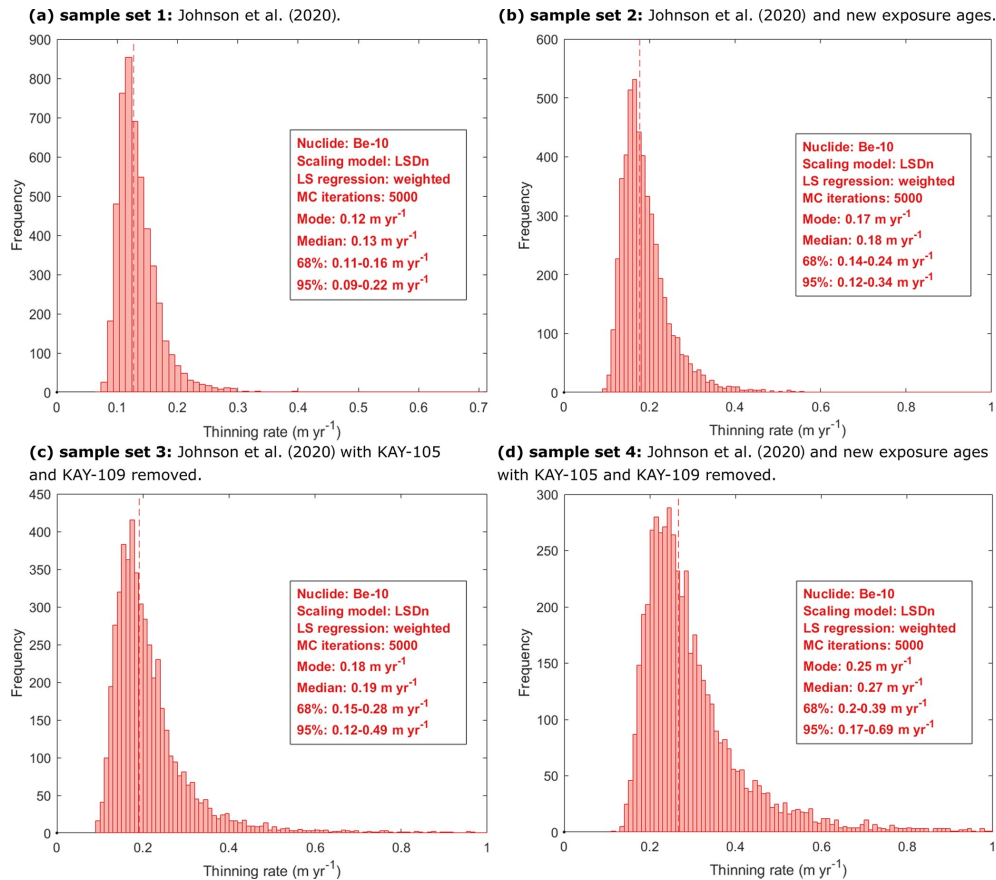 (a) sample set 1: Johnson et al. (2020).
900
800
700
600
500
400
300
200
100
0
Frequency
Nuclide: Be-10
Scaling model: LSDn
LS regression: weighted
MC iterations: 5000
Mode: 0.12 m yr-1
Median: 0.13 m yr-1
68%: 0.11-0.16 m yr-1
95%: 0.09-0.22 m yr-1
0 0.1 0.2 0.3 0.4 0.5 0.6 0.7
Thinning rate (m yr-1)
(b) sample set 2: Johnson et al. (2020) and new exposure ages.
600
500
400
300
200
100
0
Frequency
Nuclide: Be-10
Scaling model: LSDn
LS regression: weighted
MC iterations: 5000
Mode: 0.17 m yr-1
Median: 0.18 m yr-1
68%: 0.14-0.24 m yr-1
95%: 0.12-0.34 m yr-1
0 0.2 0.4 0.6 0.8 1
Thinning rate (m yr-1)
(c) sample set 3: Johnson et al. (2020) with KAY-105
and KAY-109 removed.
450
400
350
300
250
200
150
100
50
0
Frequency
Nuclide: Be-10
Scaling model: LSDn
LS regression: weighted
MC iterations: 5000
Mode: 0.18 m yr-1
Median: 0.19 m yr-1
68%: 0.15-0.28 m yr-1
95%: 0.12-0.49 m yr-1
0 0.2 0.4 0.6 0.8 1
Thinning rate (m yr-1)
(d) sample set 4: Johnson et al. (2020) and new exposure ages
with KAY-105 and KAY-109 removed.
300
250
200
150
100
50
0
Frequency
Nuclide: Be-10
Scaling model: LSDn
LS regression: weighted
MC iterations: 5000
Mode: 0.25 m yr-1
Median: 0.27 m yr-1
68%: 0.2-0.39 m yr-1
95%: 0.17-0.69 m yr-1
0 0.2 0.4 0.6 0.8 1
Thinning rate (m yr-1)